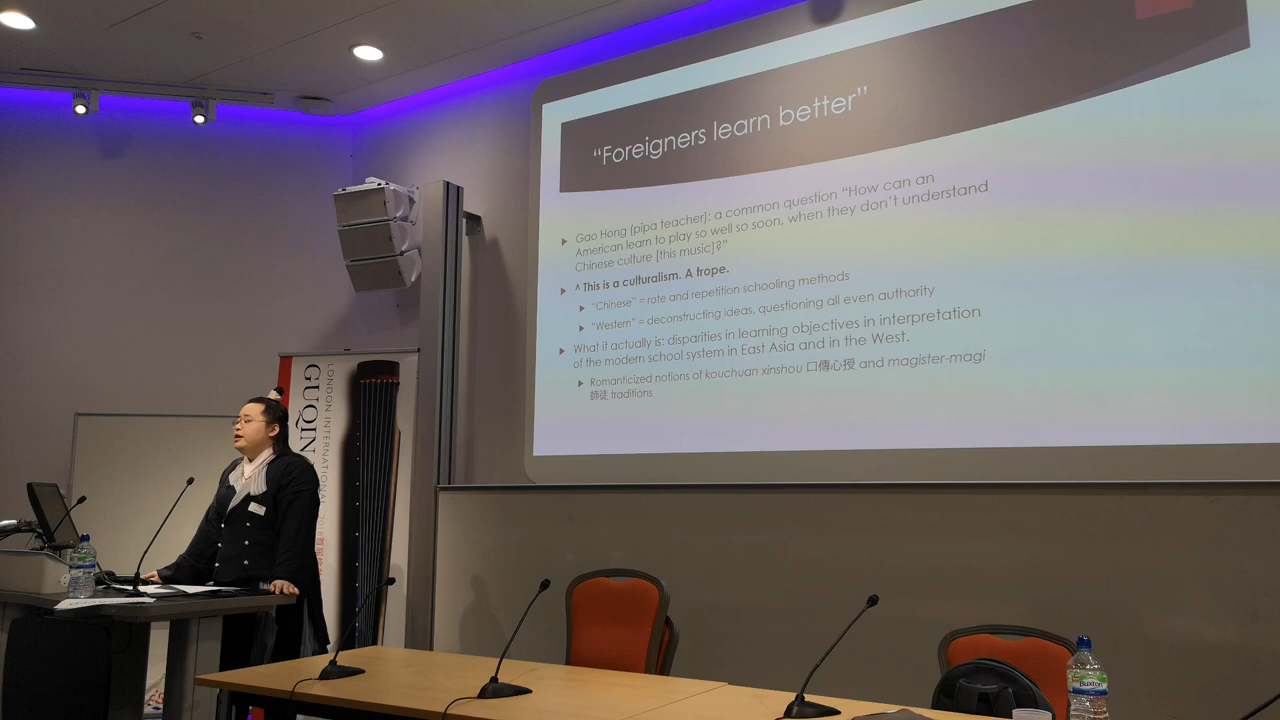 “Foreigners learn better”
Gao Hong (pipa teacher): a common question “How can an
American learn to play so well so soon, when they don’t understand
Chinese culture [this music]?”
^ This is a culturalism. A trope.
“Chinese” = rote and repetition schooling methods
“Western” = deconstructing ideas, questioning all even authority
What it actually is: disparities in learning objectives in interpretation
of the modern school system in East Asia and in the West.
Romanticized notions of kouchuan xinshou 口傳心授 and magister-magi
師徒 traditions
LONDON INTERNATIONAL
GUQIN
Buxton